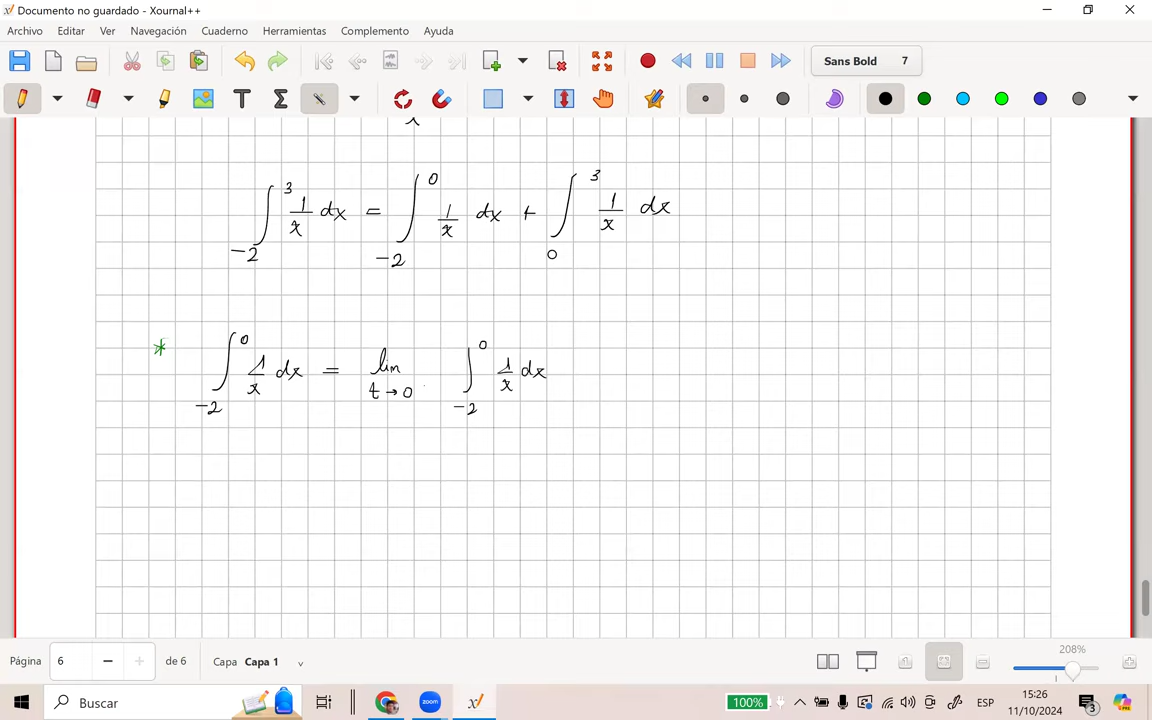 Documento no guardado - Xournal++
Archivo Editar Ver Navegación Cuaderno Herramientas Complemento Ayuda
Sans Bold 7
x
∫_{-2}^{3} 1/x dx = ∫_{-2}^{0} 1/x dx + ∫_{0}^{3} 1/x dx
* ∫_{-2}^{0} 1/x dx = lim_{t→0} ∫_{-2}^{0} 1/x dx
208%
Página 6 de 6 Capa Capa 1
Buscar
zoom
100%
ESP
15:26
11/10/2024
3